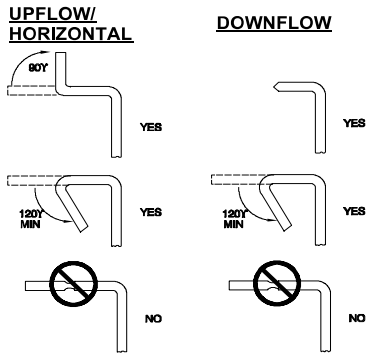 UPFLOW/
HORIZONTAL
DOWNFLOW
90Y
YES
YES
120Y
MIN
YES
120Y
MIN
YES
NO
NO